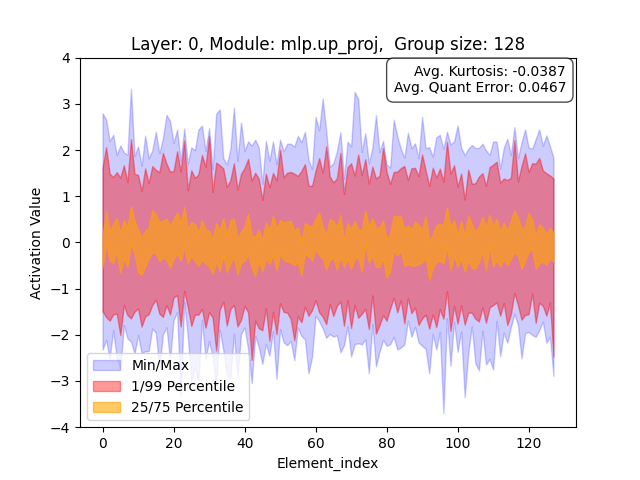 Layer: 0, Module: mlp.up_proj,  Group size: 128
Avg. Kurtosis: -0.0387
Avg. Quant Error: 0.0467
Activation Value
4
3
2
1
0
−1
−2
−3
−4
Min/Max
1/99 Percentile
25/75 Percentile
0
20
40
60
80
100
120
Element_index